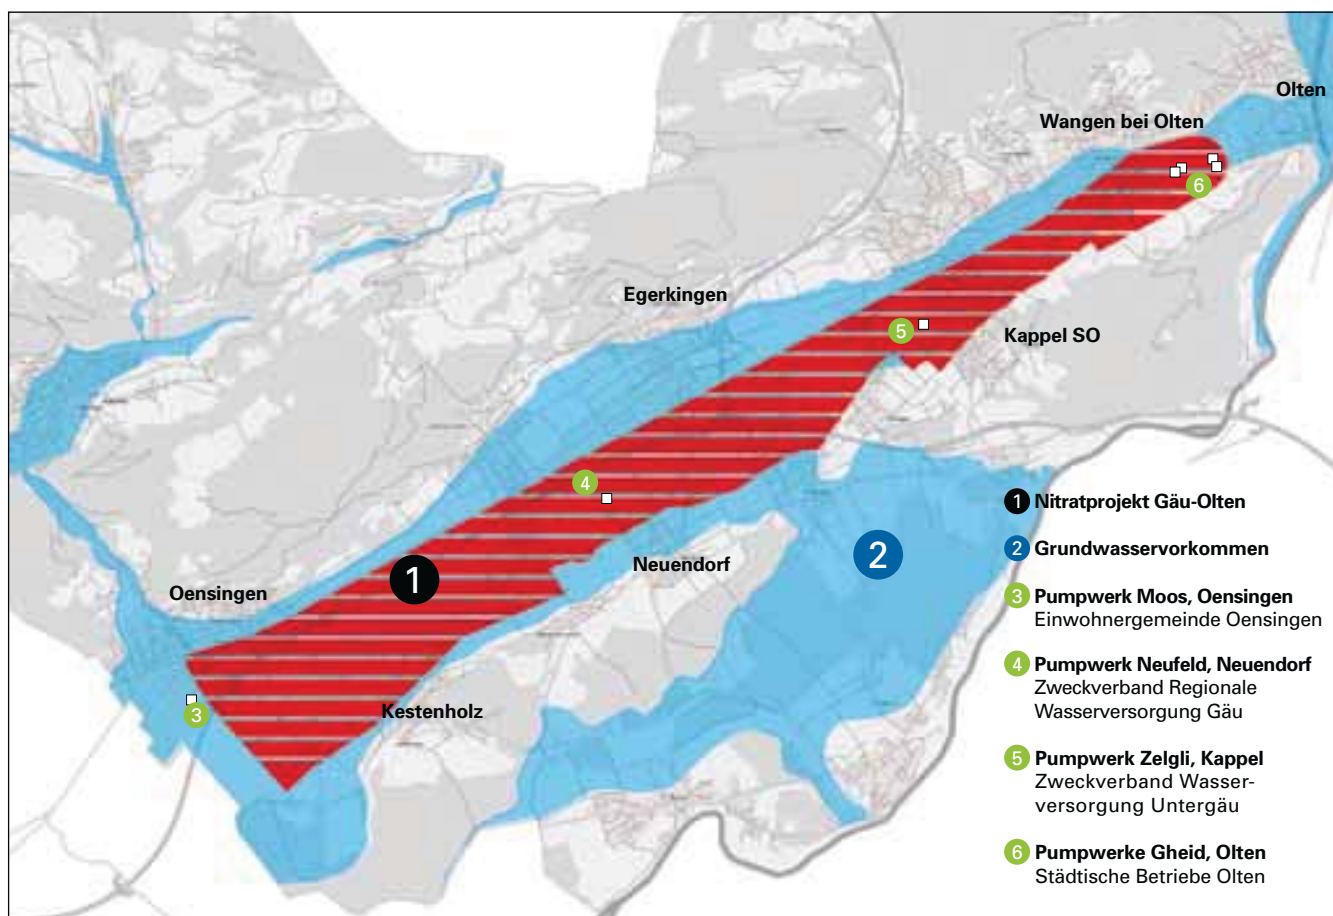 Olten
Wangen bei Olten
6
Egerkingen
5
Kappel SO
4
1
2
Neuendorf
Oensingen
3
Kestenholz
1 Nitratprojekt Gäu-Olten
2 Grundwasservorkommen
3 Pumpwerk Moos, Oensingen
Einwohnergemeinde Oensingen
4 Pumpwerk Neufeld, Neuendorf
Zweckverband Regionale
Wasserversorgung Gäu
5 Pumpwerk Zelgli, Kappel
Zweckverband Wasser-
versorgung Untergäu
6 Pumpwerke Gheid, Olten
Städtische Betriebe Olten